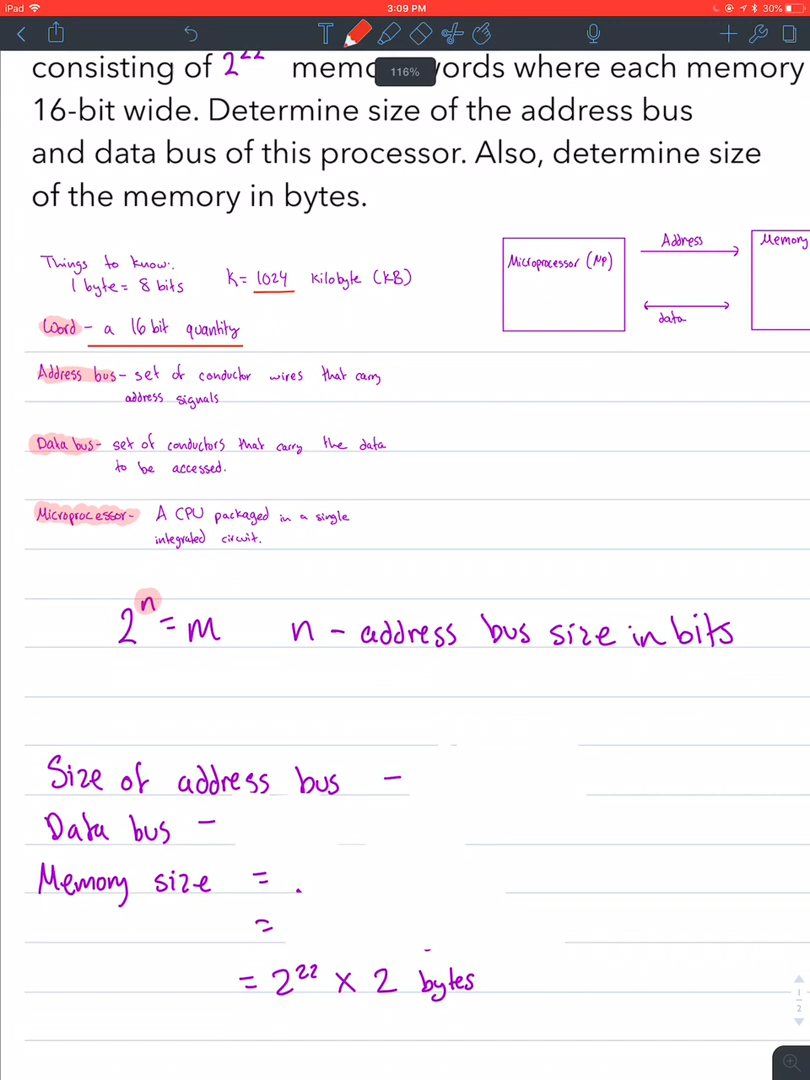 iPad 3:09 PM 30%
T
consisting of 2²² memo ords where each memory
116%
16-bit wide. Determine size of the address bus
and data bus of this processor. Also, determine size
of the memory in bytes.
Things to know:
1 byte = 8 bits K = 1024 Kilobyte (KB)
Word - a 16 bit quantity
Address bus - set of conductor wires that carry
address signals
Data bus - set of conductors that carry the data
to be accessed.
Microprocessor - A CPU packaged in a single
integrated circuit.
Microprocessor (Mp)
Address
data
Memory
2ⁿ = m n - address bus size in bits
Size of address bus -
Data bus -
Memory size = .
=
= 2²² x 2 bytes
1
2